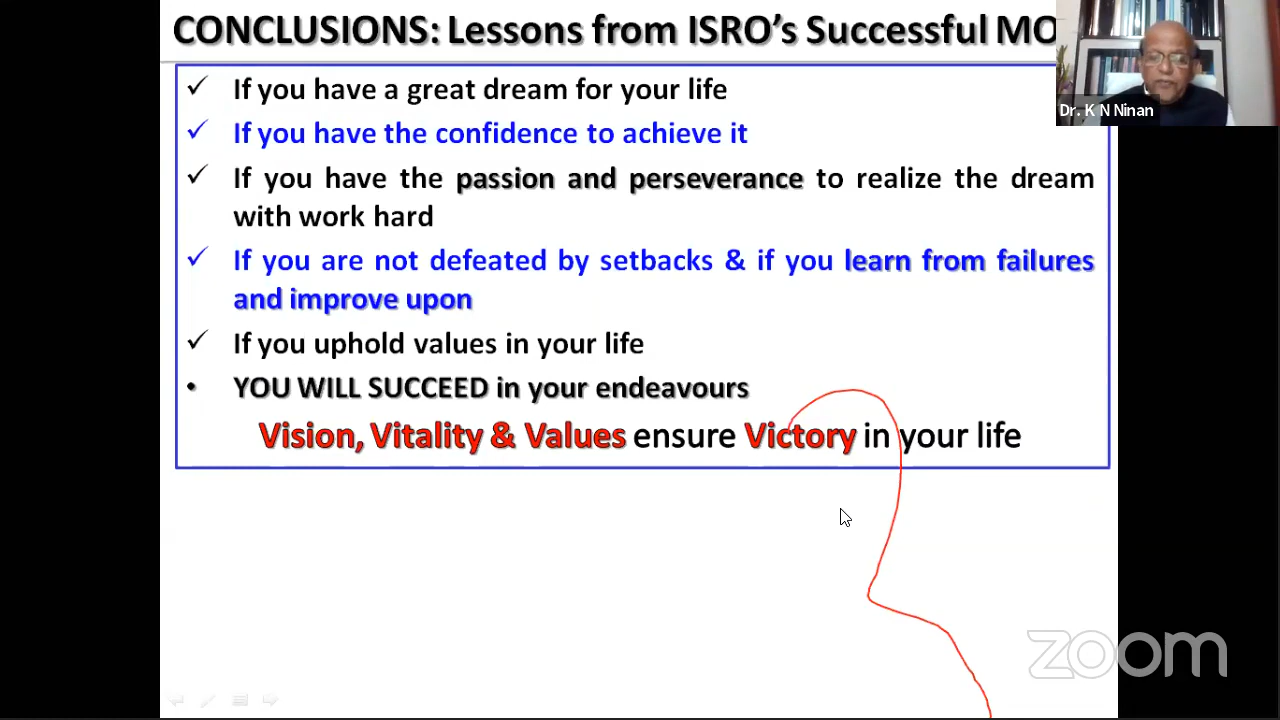 CONCLUSIONS: Lessons from ISRO's Successful MO
Dr. K N Ninan
✓ If you have a great dream for your life
✓ If you have the confidence to achieve it
✓ If you have the passion and perseverance to realize the dream
with work hard
✓ If you are not defeated by setbacks & if you learn from failures
and improve upon
✓ If you uphold values in your life
• YOU WILL SUCCEED in your endeavours
Vision, Vitality & Values ensure Victory in your life
zoom